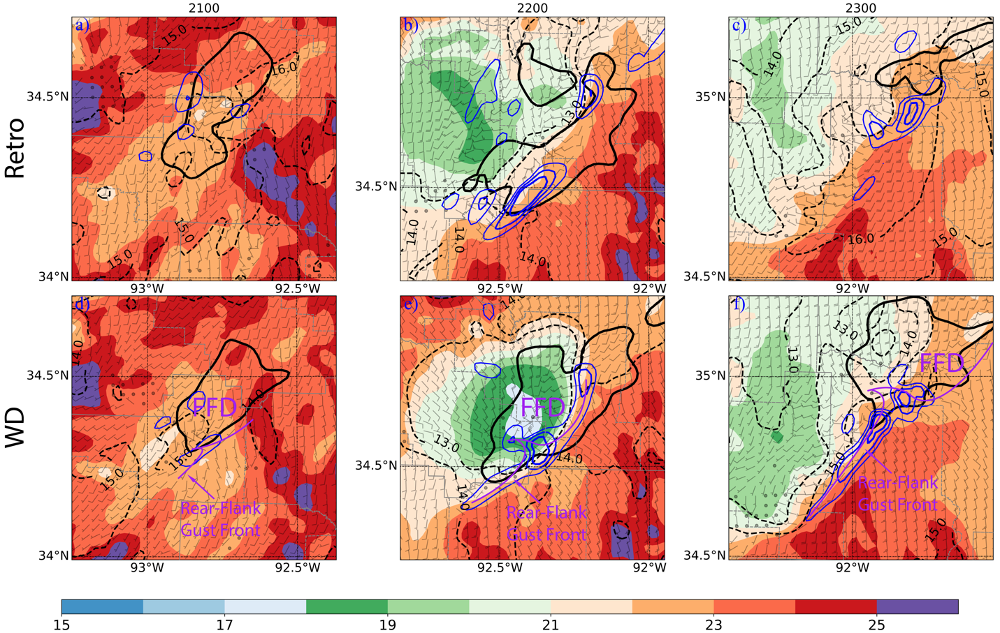 2100
2200
2300
Retro
a)
15.0
16.0
15.0
15.0
34.5°N
34°N
93°W
92.5°W
b)
13.0
14.0
14.0
14.0
34.5°N
92.5°W
92°W
c)
15.0
14.0
15.0
16.0
15.0
35°N
34.5°N
92°W
WD
d)
14.0
14.0
FFD
15.0
15.0
Rear-Flank
Gust Front
34.5°N
34°N
93°W
92.5°W
e)
14.0
FFD
13.0
14.0
14.0
Rear-Flank
Gust Front
34.5°N
92.5°W
92°W
f)
13.0
14.0
13.0
FFD
15.0
Rear-Flank
Gust Front
15.0
35°N
34.5°N
92°W
15
17
19
21
23
25